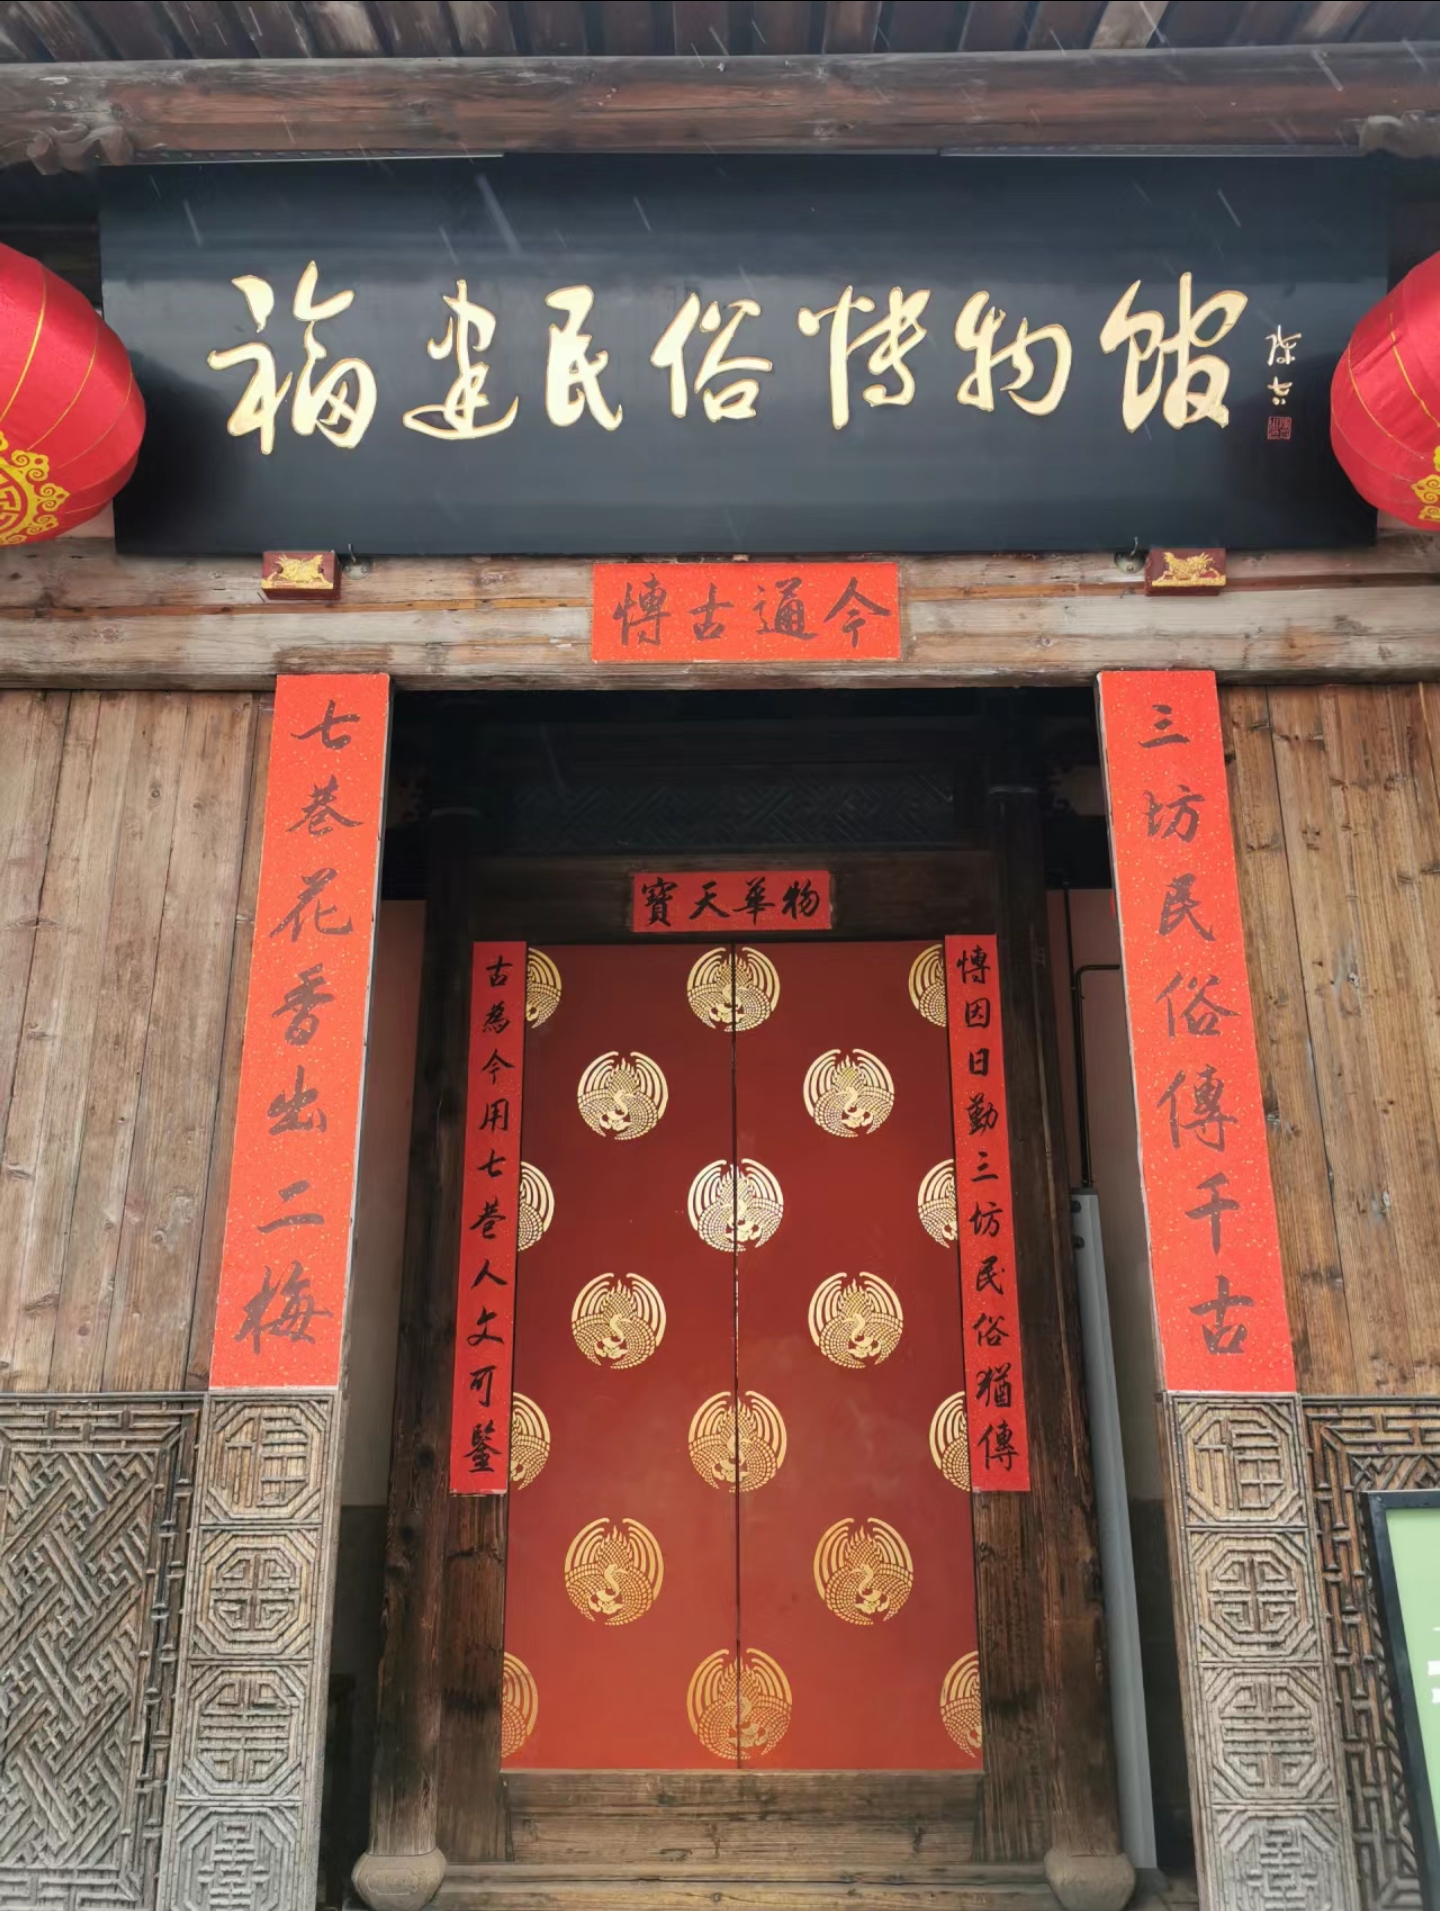 福建民俗博物館
博古通今
三坊民俗傳千古
七巷花香出二梅
物華天寶
博因日勤三坊民俗猶傳
古為今用七巷人文可鑒